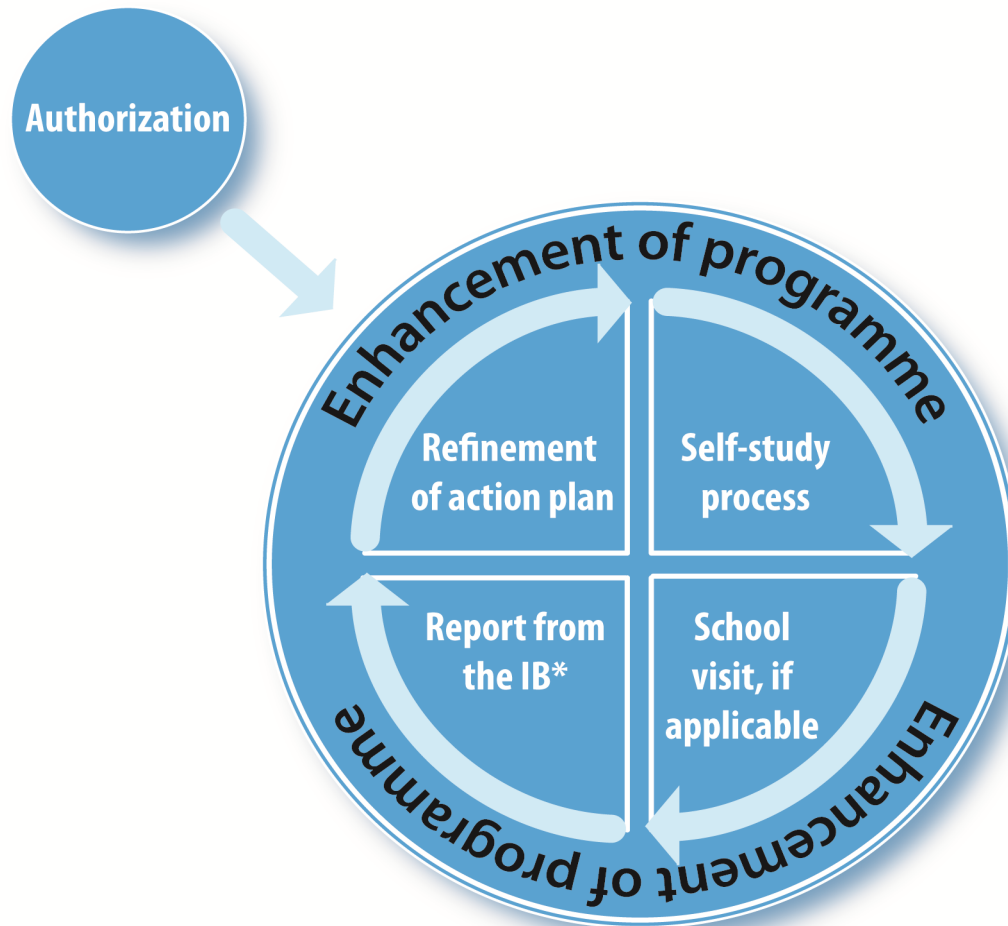 Authorization
Enhancement of programme
Refinement
of action plan
Self-study
process
Report from
the IB*
School
visit, if
applicable
Enhancement of programme